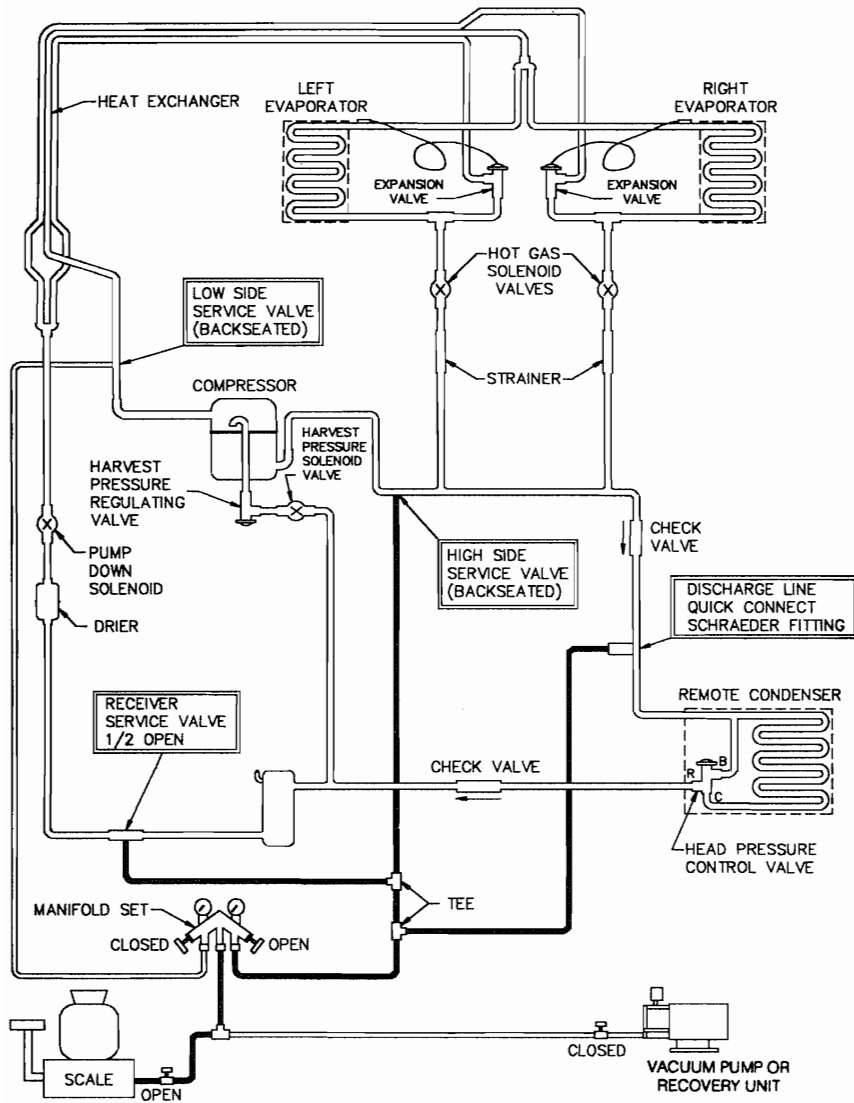 LEFT
EVAPORATOR
RIGHT
EVAPORATOR
HEAT EXCHANGER
EXPANSION
VALVE
EXPANSION
VALVE
HOT GAS
SOLENOID
VALVES
LOW SIDE
SERVICE VALVE
(BACKSEATED)
STRAINER
COMPRESSOR
HARVEST
PRESSURE
SOLENOID
VALVE
HARVEST
PRESSURE
REGULATING
VALVE
CHECK
VALVE
HIGH SIDE
SERVICE VALVE
(BACKSEATED)
PUMP
DOWN
SOLENOID
DISCHARGE LINE
QUICK CONNECT
SCHRAEDER FITTING
DRIER
RECEIVER
SERVICE VALVE
1/2 OPEN
REMOTE CONDENSER
CHECK VALVE
R
B
C
HEAD PRESSURE
CONTROL VALVE
TEE
MANIFOLD SET
CLOSED
OPEN
SCALE
OPEN
CLOSED
VACUUM PUMP OR
RECOVERY UNIT